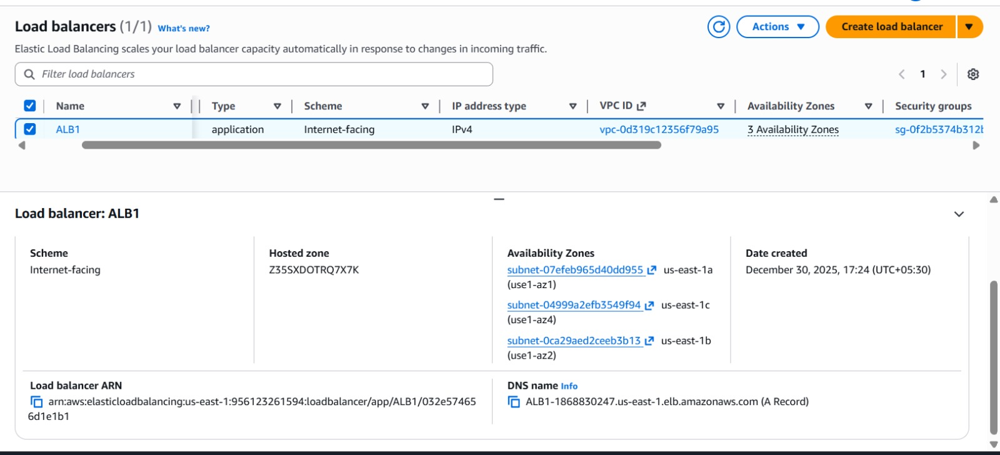 Load balancers (1/1) What's new?
Actions
Create load balancer
Elastic Load Balancing scales your load balancer capacity automatically in response to changes in incoming traffic.
Filter load balancers
1
Name Type Scheme IP address type VPC ID Availability Zones Security groups
ALB1 application Internet-facing IPv4 vpc-0d319c12356f79a95 3 Availability Zones sg-0f2b5374b312b
Load balancer: ALB1
Scheme
Internet-facing
Hosted zone
Z35SXDOTRQ7X7K
Availability Zones
subnet-07efeb965d40dd955 us-east-1a
(use1-az1)
subnet-04999a2efb3549f94 us-east-1c
(use1-az4)
subnet-0ca29aed2ceeb3b13 us-east-1b
(use1-az2)
Date created
December 30, 2025, 17:24 (UTC+05:30)
Load balancer ARN
arn:aws:elasticloadbalancing:us-east-1:956123261594:loadbalancer/app/ALB1/032e57465
6d1e1b1
DNS name Info
ALB1-1868830247.us-east-1.elb.amazonaws.com (A Record)